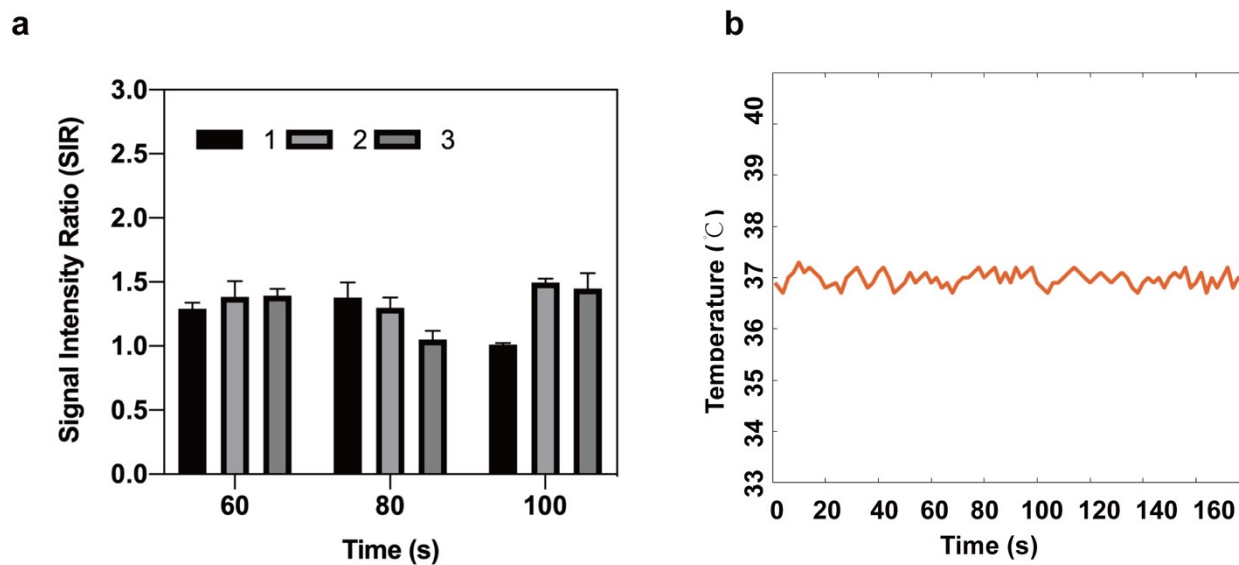 a
b
3.0
2.5
2.0
1.5
1.0
0.5
0.0
Signal Intensity Ratio (SIR)
1 2 3
60 80 100
Time (s)
40
39
38
37
36
35
34
33
Temperature (℃)
0 20 40 60 80 100 120 140 160
Time (s)